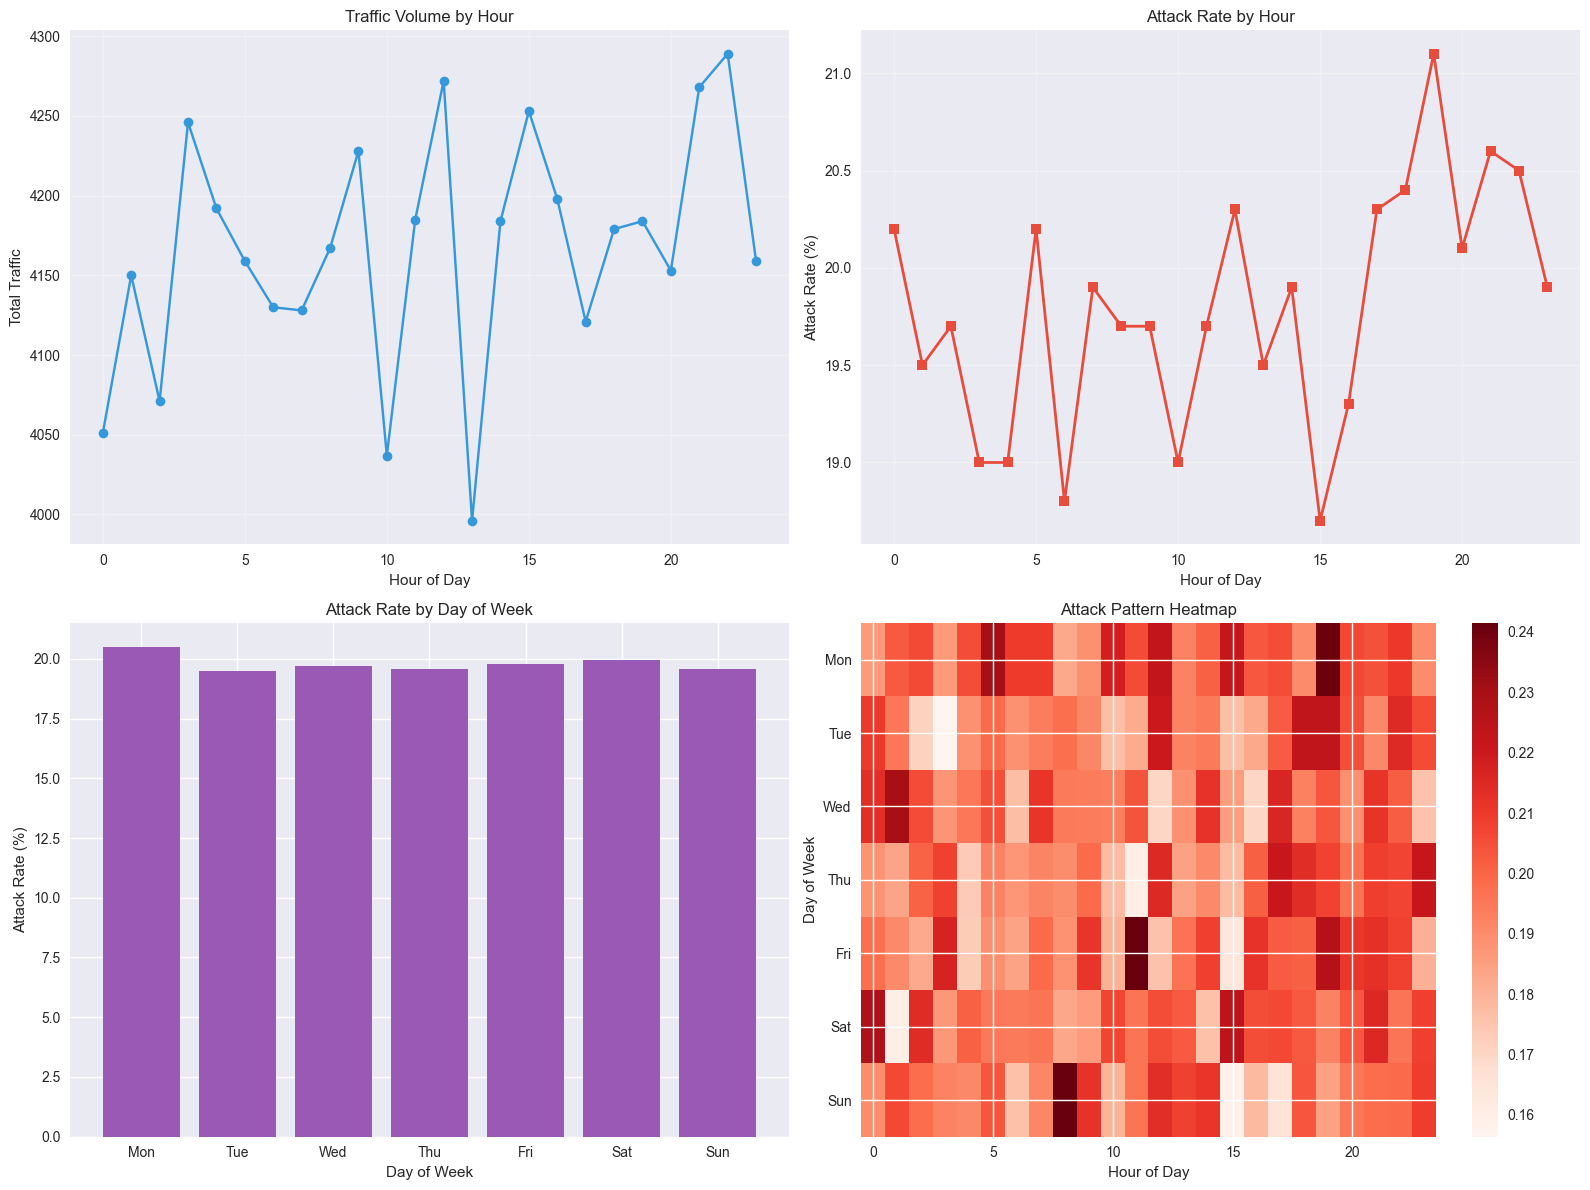 Traffic Volume by Hour
Total Traffic
4300
4250
4200
4150
4100
4050
4000
0 5 10 15 20
Hour of Day
Attack Rate by Hour
Attack Rate (%)
21.0
20.5
20.0
19.5
19.0
0 5 10 15 20
Hour of Day
Attack Rate by Day of Week
Attack Rate (%)
20.0
17.5
15.0
12.5
10.0
7.5
5.0
2.5
0.0
Mon Tue Wed Thu Fri Sat Sun
Day of Week
Attack Pattern Heatmap
Day of Week
Mon
Tue
Wed
Thu
Fri
Sat
Sun
0 5 10 15 20
Hour of Day
0.24
0.23
0.22
0.21
0.20
0.19
0.18
0.17
0.16